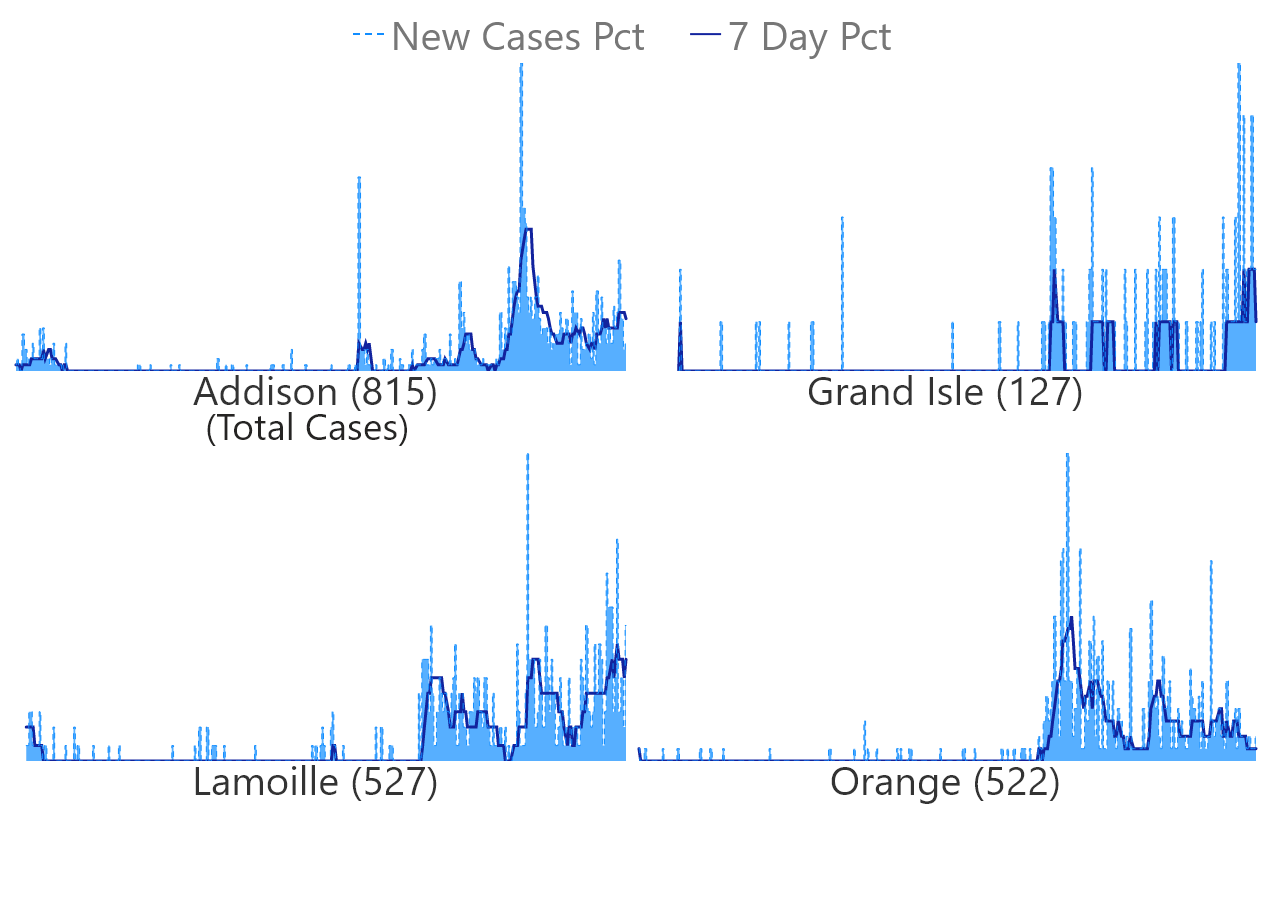 New Cases Pct 7 Day Pct
Addison (815)
(Total Cases)
Grand Isle (127)
Lamoille (527)
Orange (522)